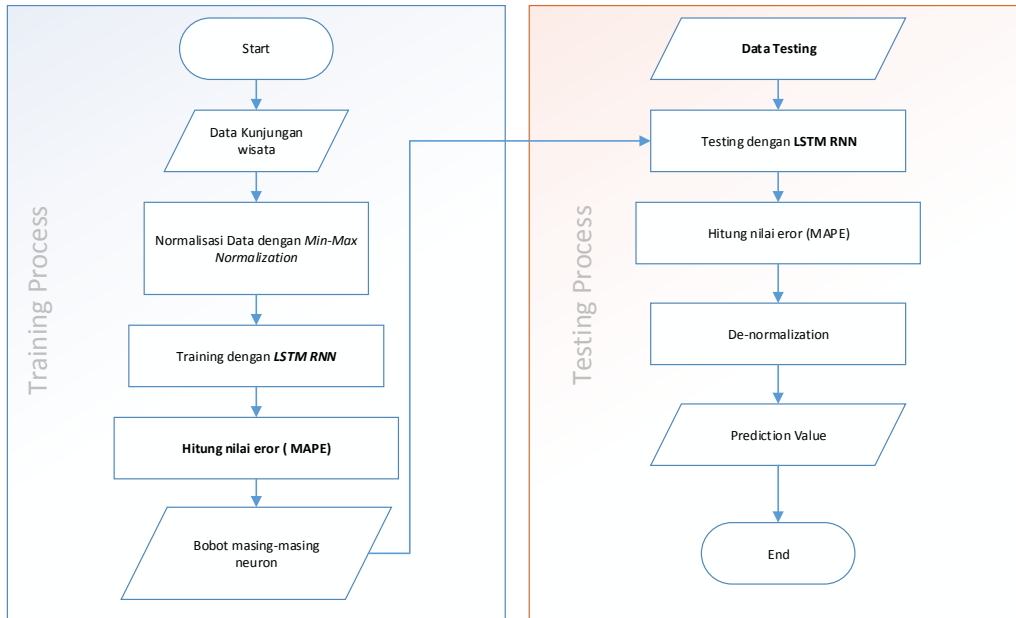 Training Process
Start
Data Kunjungan
wisata
Normalisasi Data dengan Min-Max
Normalization
Training dengan LSTM RNN
Hitung nilai eror ( MAPE)
Bobot masing-masing
neuron
Testing Process
Data Testing
Testing dengan LSTM RNN
Hitung nilai eror (MAPE)
De-normalization
Prediction Value
End